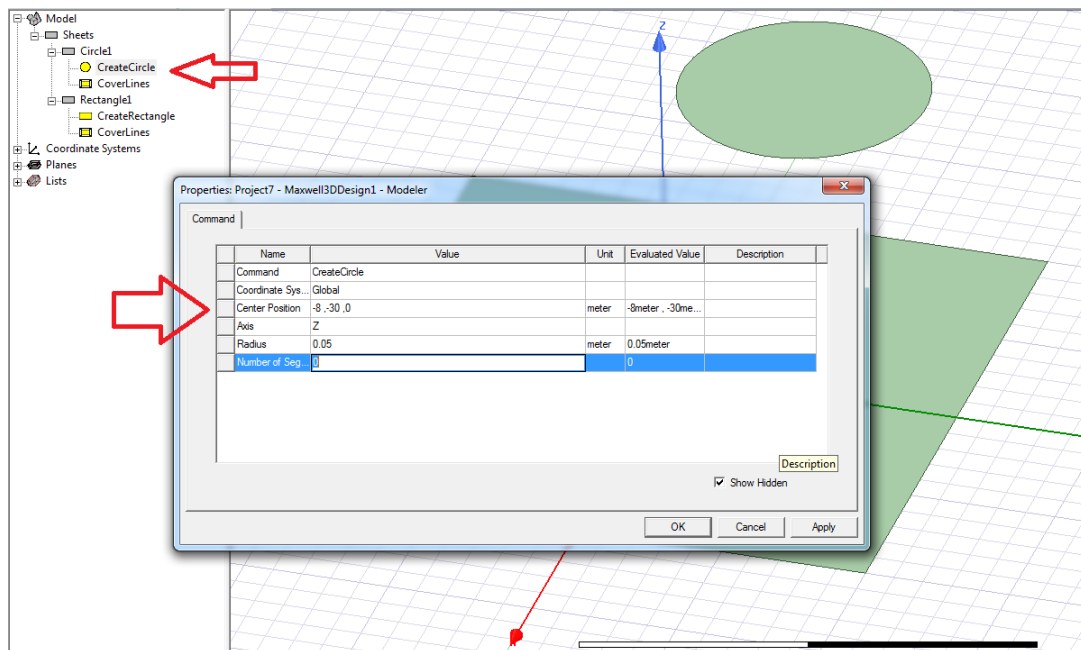 Model
Sheets
Circle1
CreateCircle
CoverLines
Rectangle1
CreateRectangle
CoverLines
Coordinate Systems
Planes
Lists
Z
Properties: Project7 - Maxwell3DDesign1 - Modeler
Command
Name Value Unit Evaluated Value Description
Command CreateCircle
Coordinate Sys... Global
Center Position -8 ,-30 ,0 meter -8meter , -30me...
Axis Z
Radius 0.05 meter 0.05meter
Number of Seg... 0 0
Description
Show Hidden
OK Cancel Apply